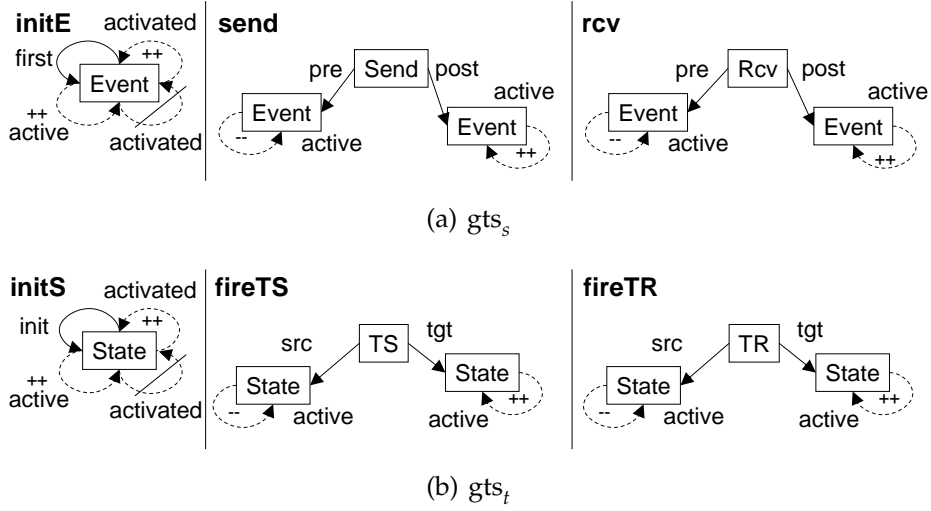 initE
activated
first
++
Event
++
active
activated
send
pre
Send
post
Event
--
active
active
Event
++
rcv
pre
Rcv
post
Event
--
active
active
Event
++
(a) gtsₛ
initS
activated
init
++
State
++
active
activated
fireTS
src
TS
tgt
State
--
active
State
++
active
fireTR
src
TR
tgt
State
--
active
State
++
active
(b) gtsₜ